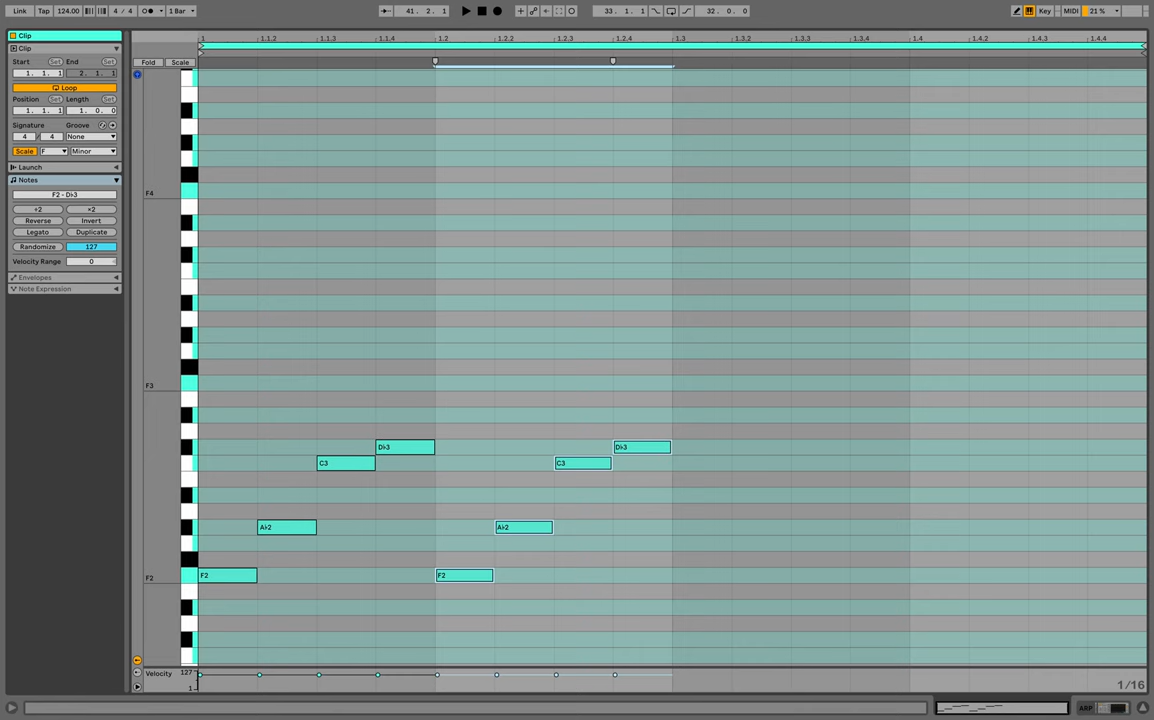 Link Tap 124.00 4 / 4 1 Bar 41. 2. 1 33. 1. 1 32. 0. 0 Key MIDI 21 %
Clip
1 1.1.2 1.1.3 1.1.4 1.2 1.2.2 1.2.3 1.2.4 1.3 1.3.2 1.3.3 1.3.4 1.4 1.4.2 1.4.3 1.4.4
Clip
Start Set End Set
Fold Scale
1. 1. 1 2. 1. 1
Loop
Position Set Length Set
1. 1. 1 1. 0. 0
Signature Groove
4 / 4 None
Scale F Minor
Launch
Notes
F4
F2 - D♭3
÷2 ×2
Reverse Invert
Legato Duplicate
Randomize 127
Velocity Range 0
Envelopes
Note Expression
F3
D♭3 D♭3
C3 C3
A♭2 A♭2
F2 F2 F2
Velocity 127
1
1/16
ARP